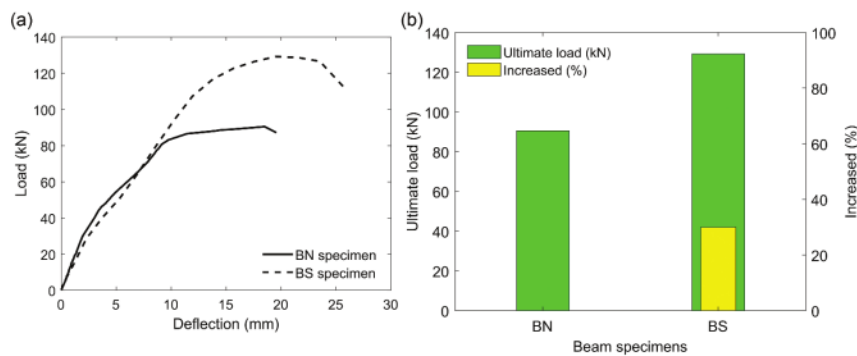 (a)
140
120
100
80
60
40
20
0
Load (kN)
BN specimen
BS specimen
0 5 10 15 20 25 30
Deflection (mm)
(b)
140
120
100
80
60
40
20
0
Ultimate load (kN)
Ultimate load (kN)
Increased (%)
100
80
60
40
20
0
Increased (%)
BN BS
Beam specimens